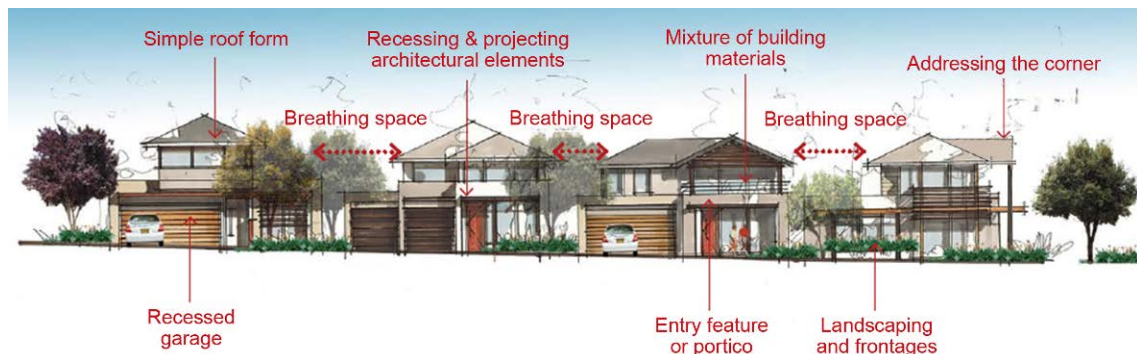 Simple roof form
Recessing & projecting
architectural elements
Mixture of building
materials
Addressing the corner
Breathing space
Breathing space
Breathing space
Recessed
garage
Entry feature
or portico
Landscaping
and frontages